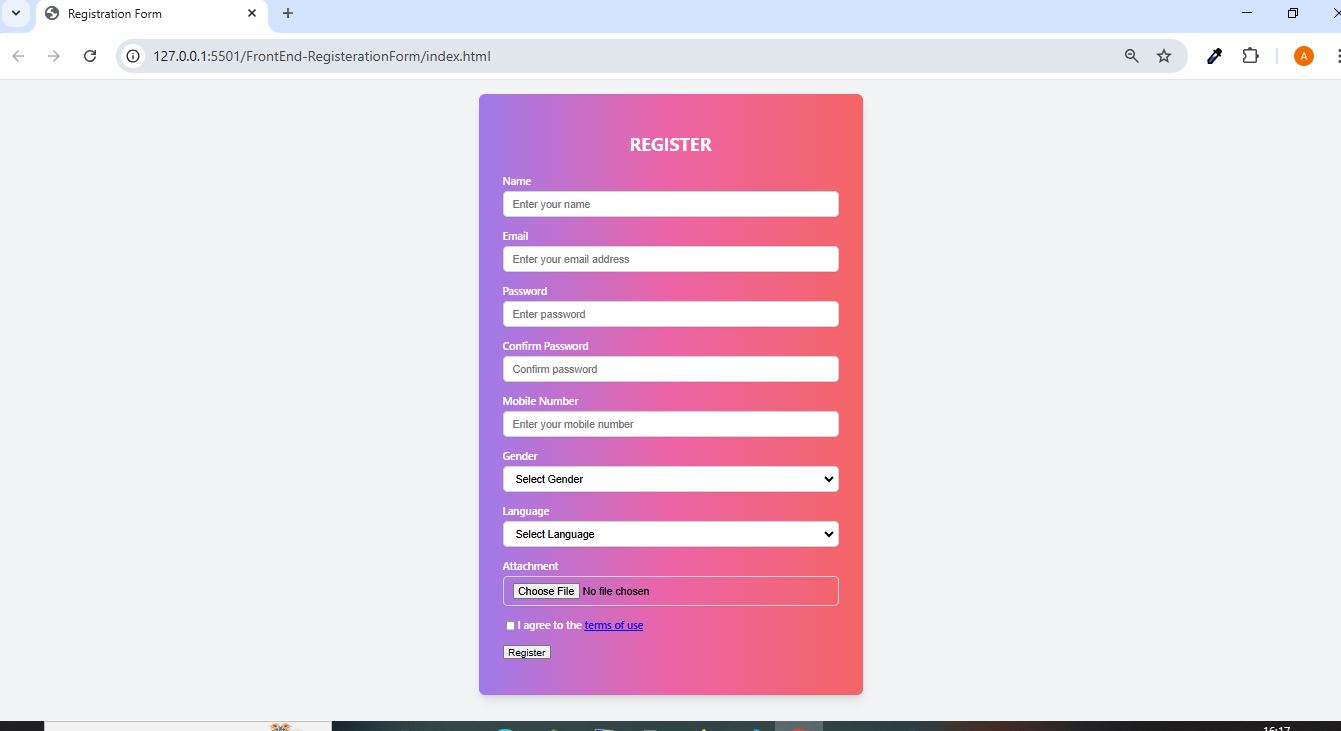 Registration Form
127.0.0.1:5501/FrontEnd-RegisterationForm/index.html
A
REGISTER
Name
Enter your name
Email
Enter your email address
Password
Enter password
Confirm Password
Confirm password
Mobile Number
Enter your mobile number
Gender
Select Gender
Language
Select Language
Attachment
Choose File No file chosen
I agree to the terms of use
Register
16:17